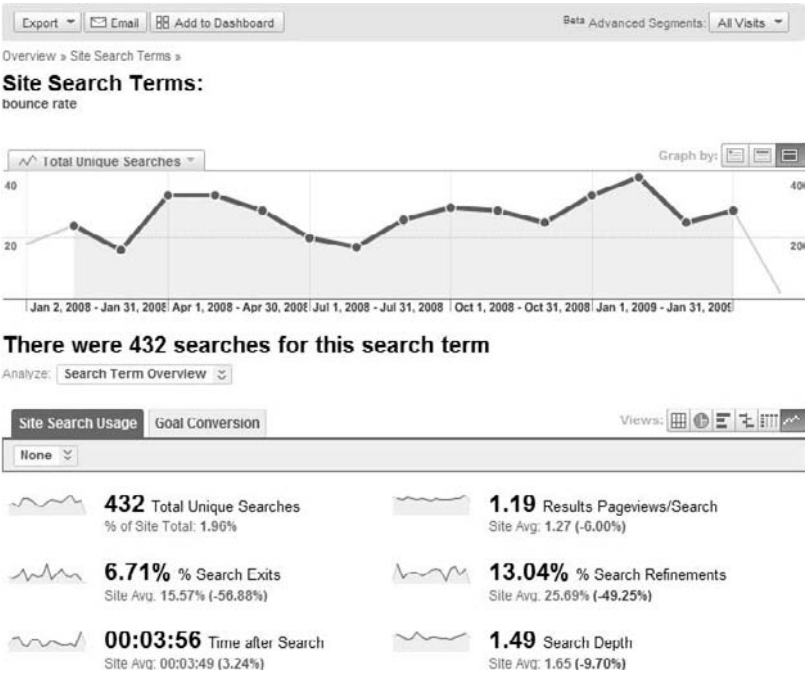 Export Email Add to Dashboard Beta Advanced Segments: All Visits
Overview » Site Search Terms »
Site Search Terms:
bounce rate
Total Unique Searches Graph by:
40 400
20 200
Jan 2, 2008 - Jan 31, 2008 Apr 1, 2008 - Apr 30, 2008 Jul 1, 2008 - Jul 31, 2008 Oct 1, 2008 - Oct 31, 2008 Jan 1, 2009 - Jan 31, 2009
There were 432 searches for this search term
Analyze: Search Term Overview
Site Search Usage Goal Conversion Views:
None
432 Total Unique Searches
% of Site Total: 1.96%
1.19 Results Pageviews/Search
Site Avg: 1.27 (-6.00%)
6.71% % Search Exits
Site Avg: 15.57% (-56.88%)
13.04% % Search Refinements
Site Avg: 25.69% (-49.25%)
00:03:56 Time after Search
Site Avg: 00:03:49 (3.24%)
1.49 Search Depth
Site Avg: 1.65 (-9.70%)